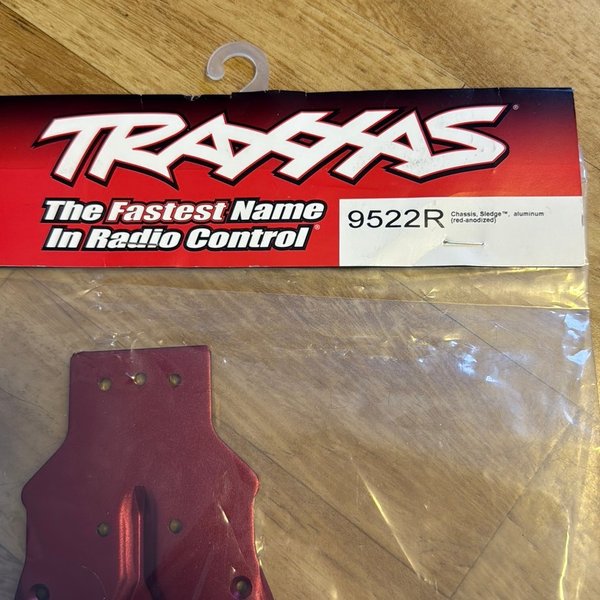 TRAXXAS®
The Fastest Name
In Radio Control®
9522R
Chassis, Sledge™, aluminum
(red-anodized)